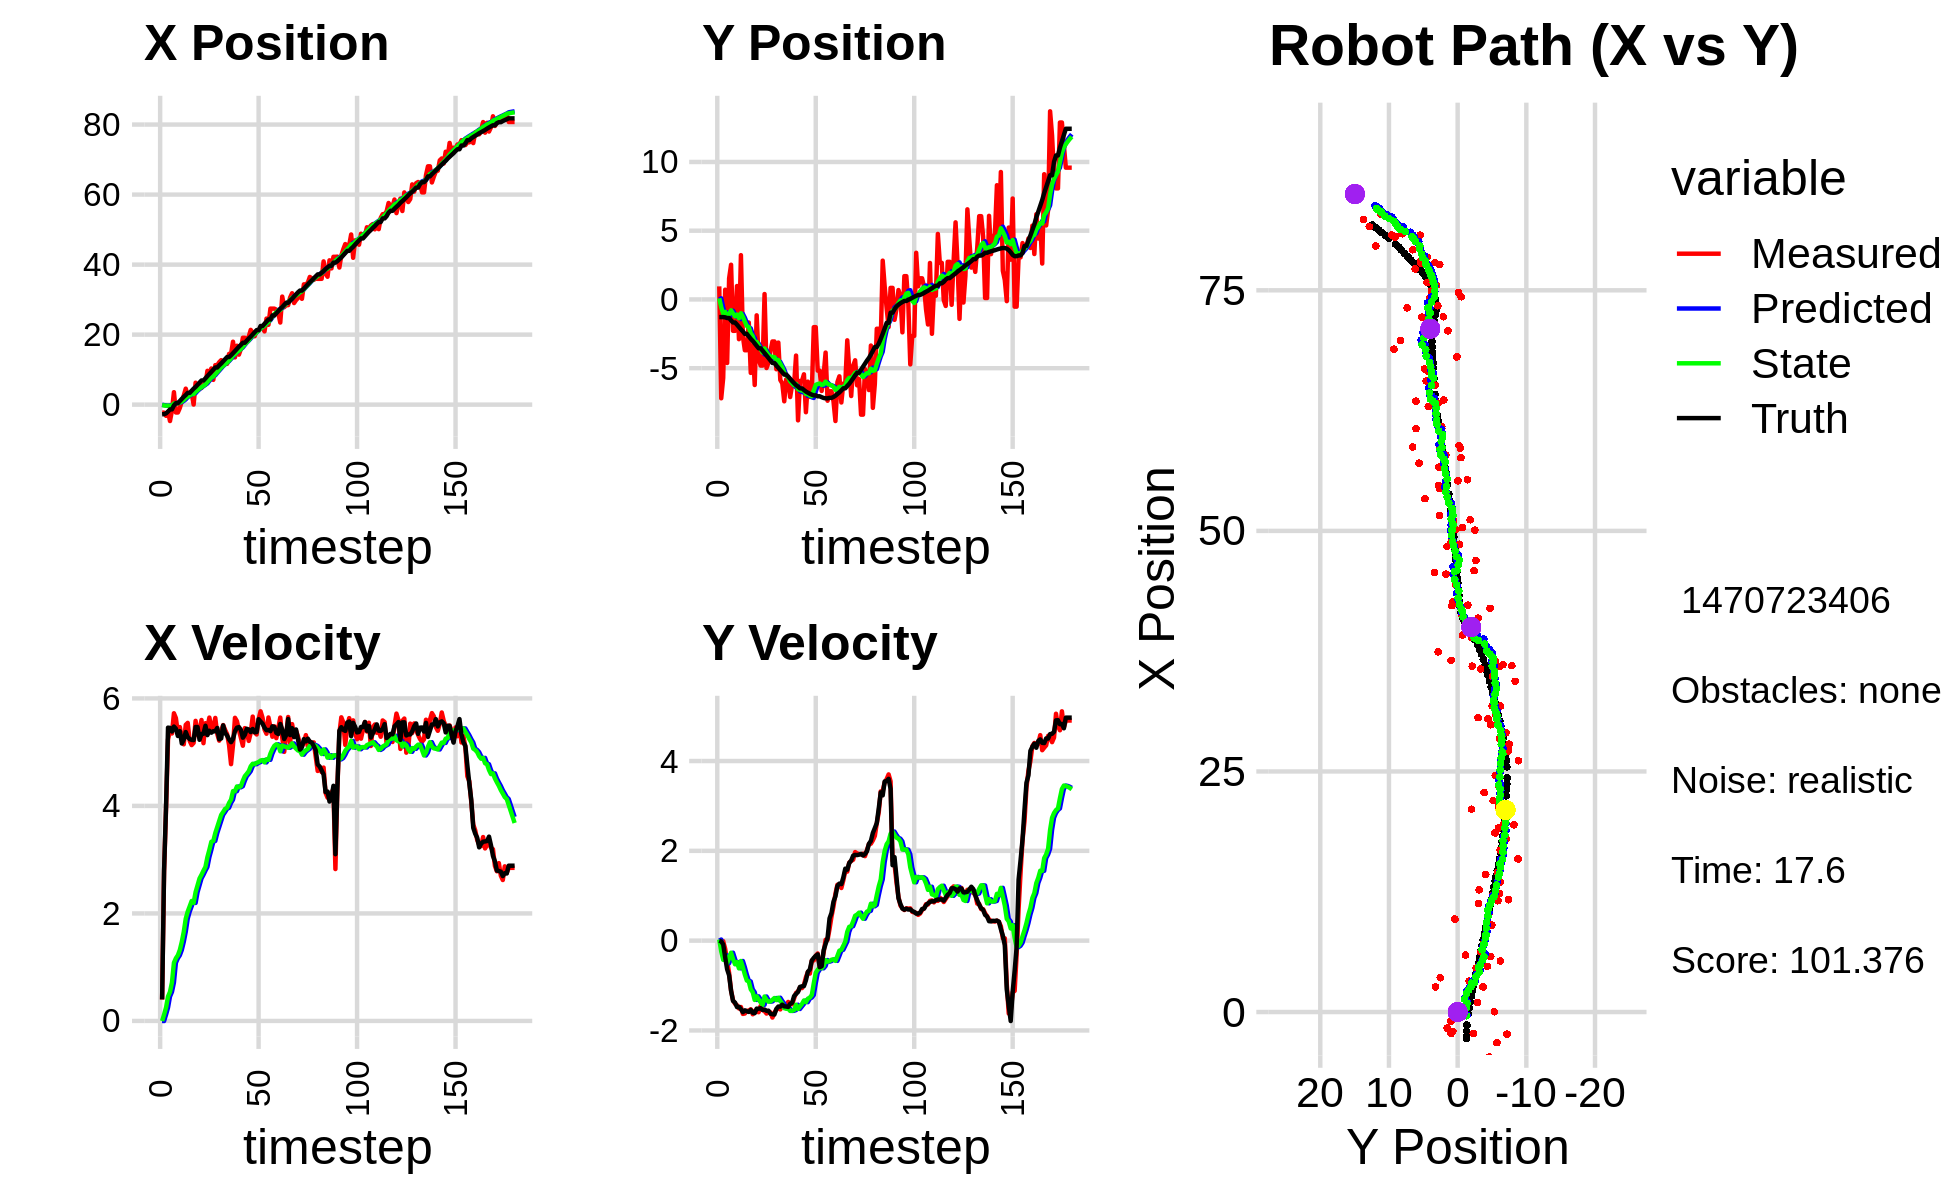 X Position
80
60
40
20
0
0
50
100
150
timestep
Y Position
10
5
0
-5
0
50
100
150
timestep
X Velocity
6
4
2
0
0
50
100
150
timestep
Y Velocity
4
2
0
-2
0
50
100
150
timestep
Robot Path (X vs Y)
X Position
75
50
25
0
20 10 0 -10 -20
Y Position
variable
Measured
Predicted
State
Truth
1470723406
Obstacles: none
Noise: realistic
Time: 17.6
Score: 101.376